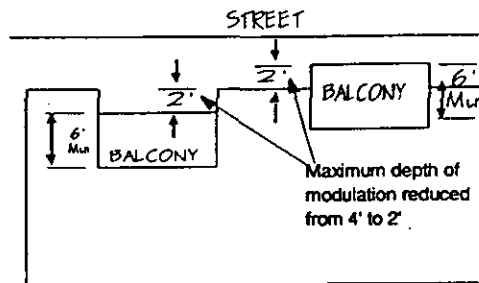 STREET
2'
2'
BALCONY
6'
Min
6'
Min
BALCONY
Maximum depth of
modulation reduced
from 4' to 2'